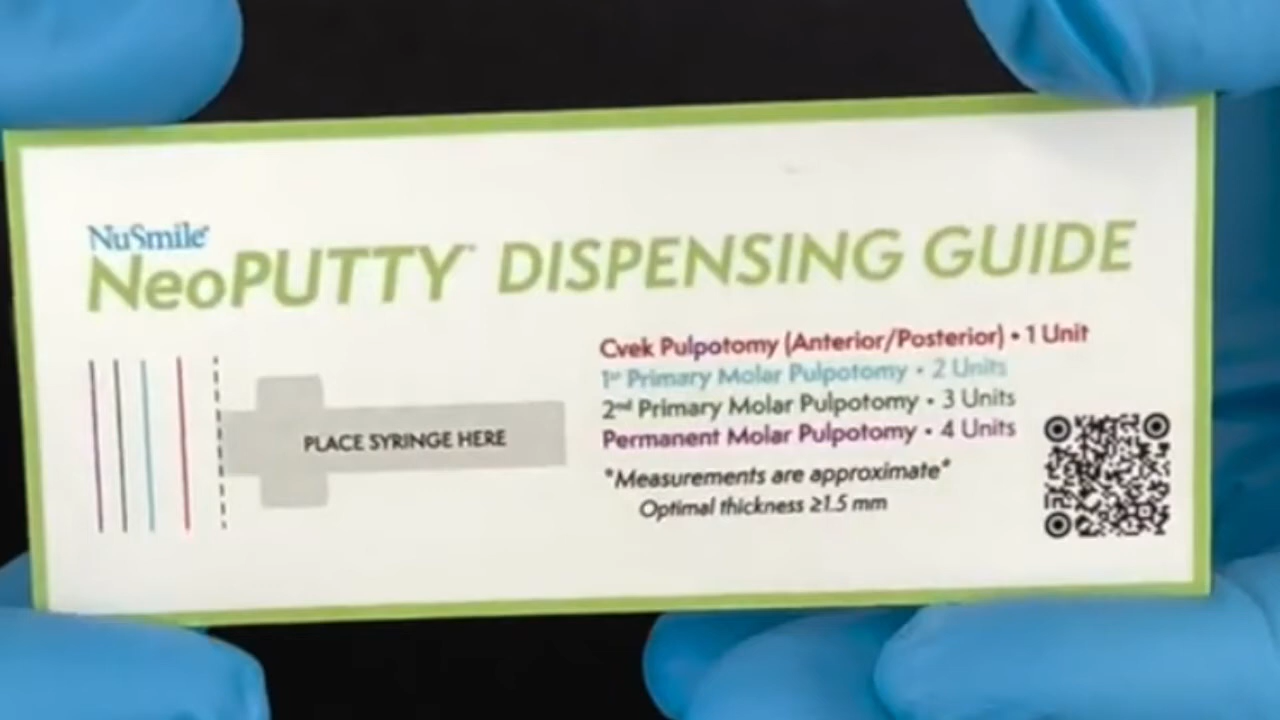 NuSmile®
NeoPUTTY™ DISPENSING GUIDE
PLACE SYRINGE HERE
Cvek Pulpotomy (Anterior/Posterior) • 1 Unit
1st Primary Molar Pulpotomy • 2 Units
2nd Primary Molar Pulpotomy • 3 Units
Permanent Molar Pulpotomy • 4 Units
*Measurements are approximate*
Optimal thickness ≥1.5 mm